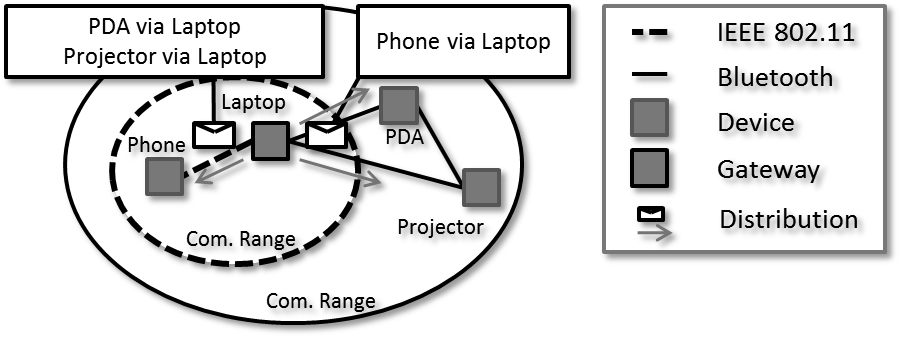 PDA via Laptop
Projector via Laptop
Phone via Laptop
Laptop
Phone
PDA
Projector
Com. Range
Com. Range
IEEE 802.11
Bluetooth
Device
Gateway
Distribution